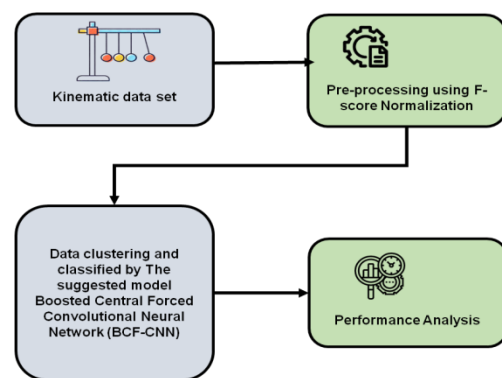 Kinematic data set
Pre-processing using F-
score Normalization
Data clustering and
classified by The
suggested model
Boosted Central Forced
Convolutional Neural
Network (BCF-CNN)
Performance Analysis